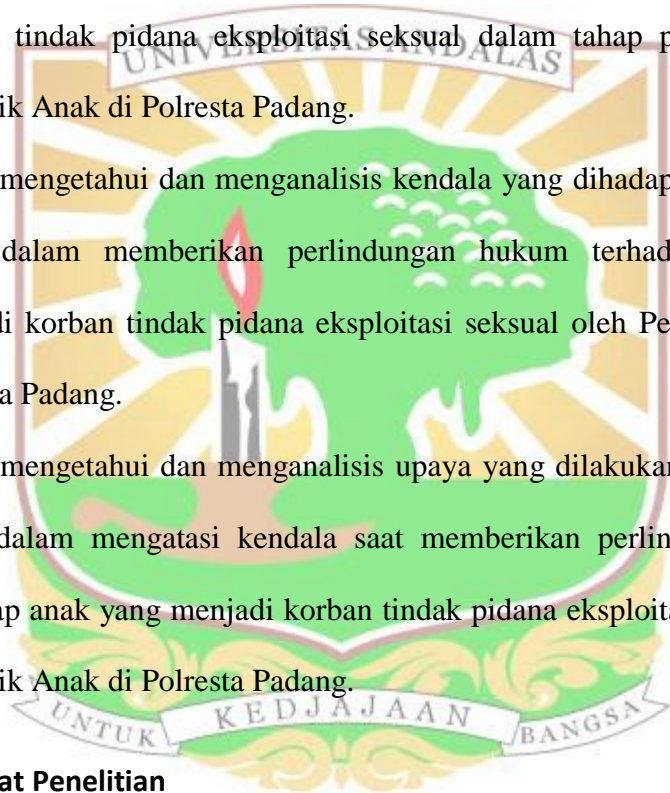 tindak pidana eksploitasi seksual dalam tahap p
UNIVERSITAS ANDALAS
ik Anak di Polresta Padang.
mengetahui dan menganalisis kendala yang dihadap
dalam memberikan perlindungan hukum terhad
di korban tindak pidana eksploitasi seksual oleh Pe
a Padang.
mengetahui dan menganalisis upaya yang dilakukan
dalam mengatasi kendala saat memberikan perlin
ap anak yang menjadi korban tindak pidana eksploita
ik Anak di Polresta Padang.
UNTUK KEDJAJAAN BANGSA
at Penelitian